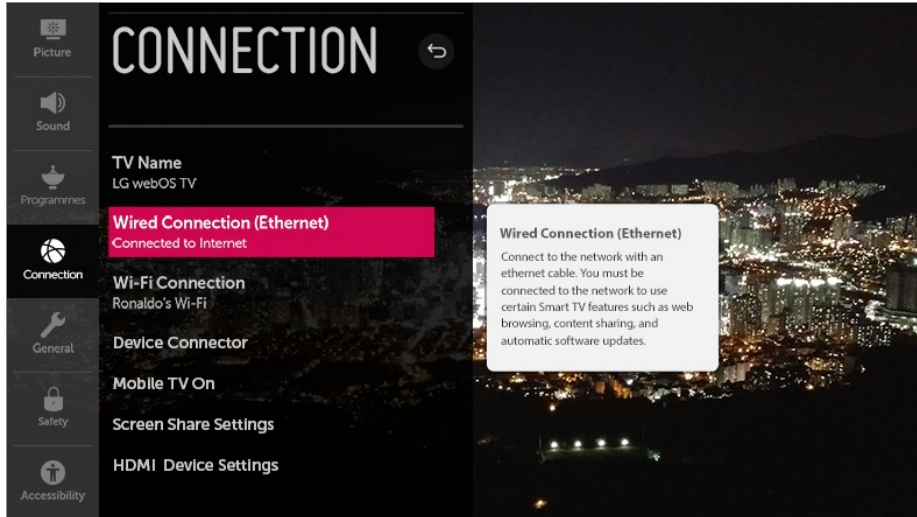 Picture
Sound
Programmes
Connection
General
Safety
Accessibility
CONNECTION
TV Name
LG webOS TV
Wired Connection (Ethernet)
Connected to Internet
Wi-Fi Connection
Ronaldo's Wi-Fi
Device Connector
Mobile TV On
Screen Share Settings
HDMI Device Settings
Wired Connection (Ethernet)
Connect to the network with an
ethernet cable. You must be
connected to the network to use
certain Smart TV features such as web
browsing, content sharing, and
automatic software updates.